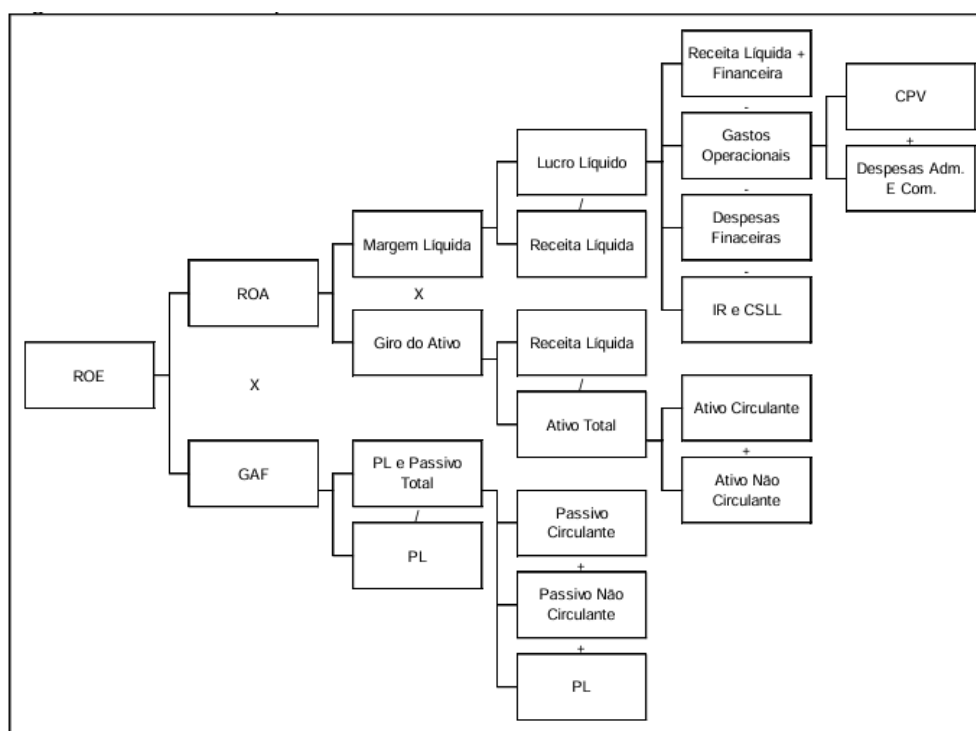 Receita Líquida +
Financeira
CPV
-
Gastos
Operacionais
+
Lucro Líquido
Despesas Adm.
E Com.
-
/
Despesas
Finaceiras
Margem Líquida
Receita Líquida
-
ROA
X
IR e CSLL
Giro do Ativo
Receita Líquida
ROE
X
/
Ativo Circulante
Ativo Total
+
GAF
PL e Passivo
Total
Ativo Não
Circulante
/
Passivo
Circulante
PL
+
Passivo Não
Circulante
+
PL